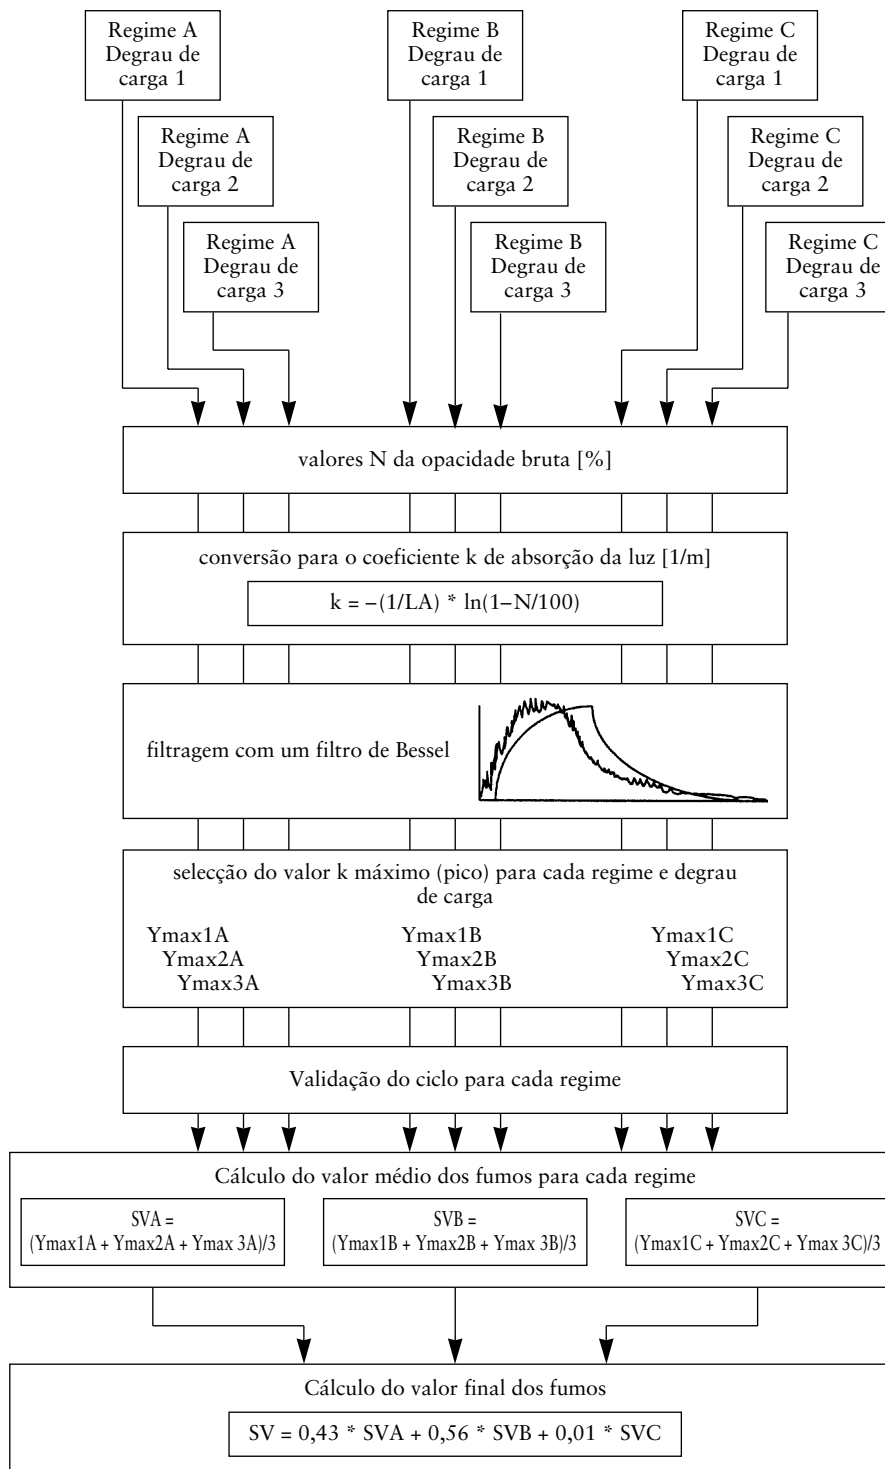 Regime A
Degrau de
carga 1
Regime B
Degrau de
carga 1
Regime C
Degrau de
carga 1
Regime A
Degrau de
carga 2
Regime B
Degrau de
carga 2
Regime C
Degrau de
carga 2
Regime A
Degrau de
carga 3
Regime B
Degrau de
carga 3
Regime C
Degrau de
carga 3
valores N da opacidade bruta [%]
conversão para o coeficiente k de absorção da luz [1/m]
k = −(1/LA) * ln(1−N/100)
filtragem com um filtro de Bessel
selecção do valor k máximo (pico) para cada regime e degrau
de carga
Ymax1A Ymax1B Ymax1C
Ymax2A Ymax2B Ymax2C
Ymax3A Ymax3B Ymax3C
Validação do ciclo para cada regime
Cálculo do valor médio dos fumos para cada regime
SVA =
(Ymax1A + Ymax2A + Ymax 3A)/3
SVB =
(Ymax1B + Ymax2B + Ymax 3B)/3
SVC =
(Ymax1C + Ymax2C + Ymax 3C)/3
Cálculo do valor final dos fumos
SV = 0,43 * SVA + 0,56 * SVB + 0,01 * SVC